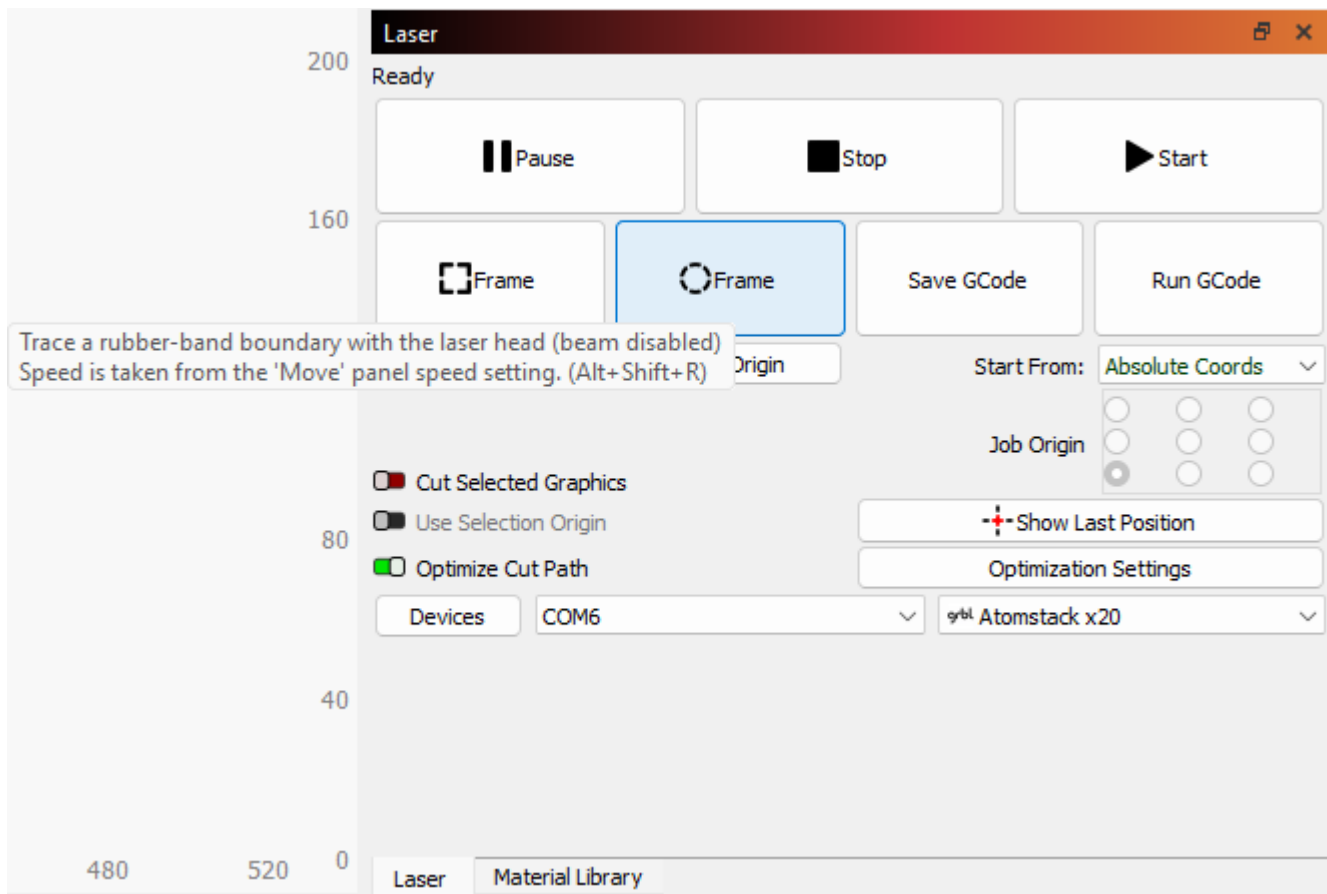 Laser
200
Ready
Pause
Stop
Start
160
Frame
Frame
Save GCode
Run GCode
Trace a rubber-band boundary with the laser head (beam disabled)
Speed is taken from the 'Move' panel speed setting. (Alt+Shift+R)
Origin
Start From:
Absolute Coords
Job Origin
Cut Selected Graphics
Use Selection Origin
Show Last Position
80
Optimize Cut Path
Optimization Settings
Devices
COM6
grbl Atomstack x20
40
480
520
0
Laser
Material Library